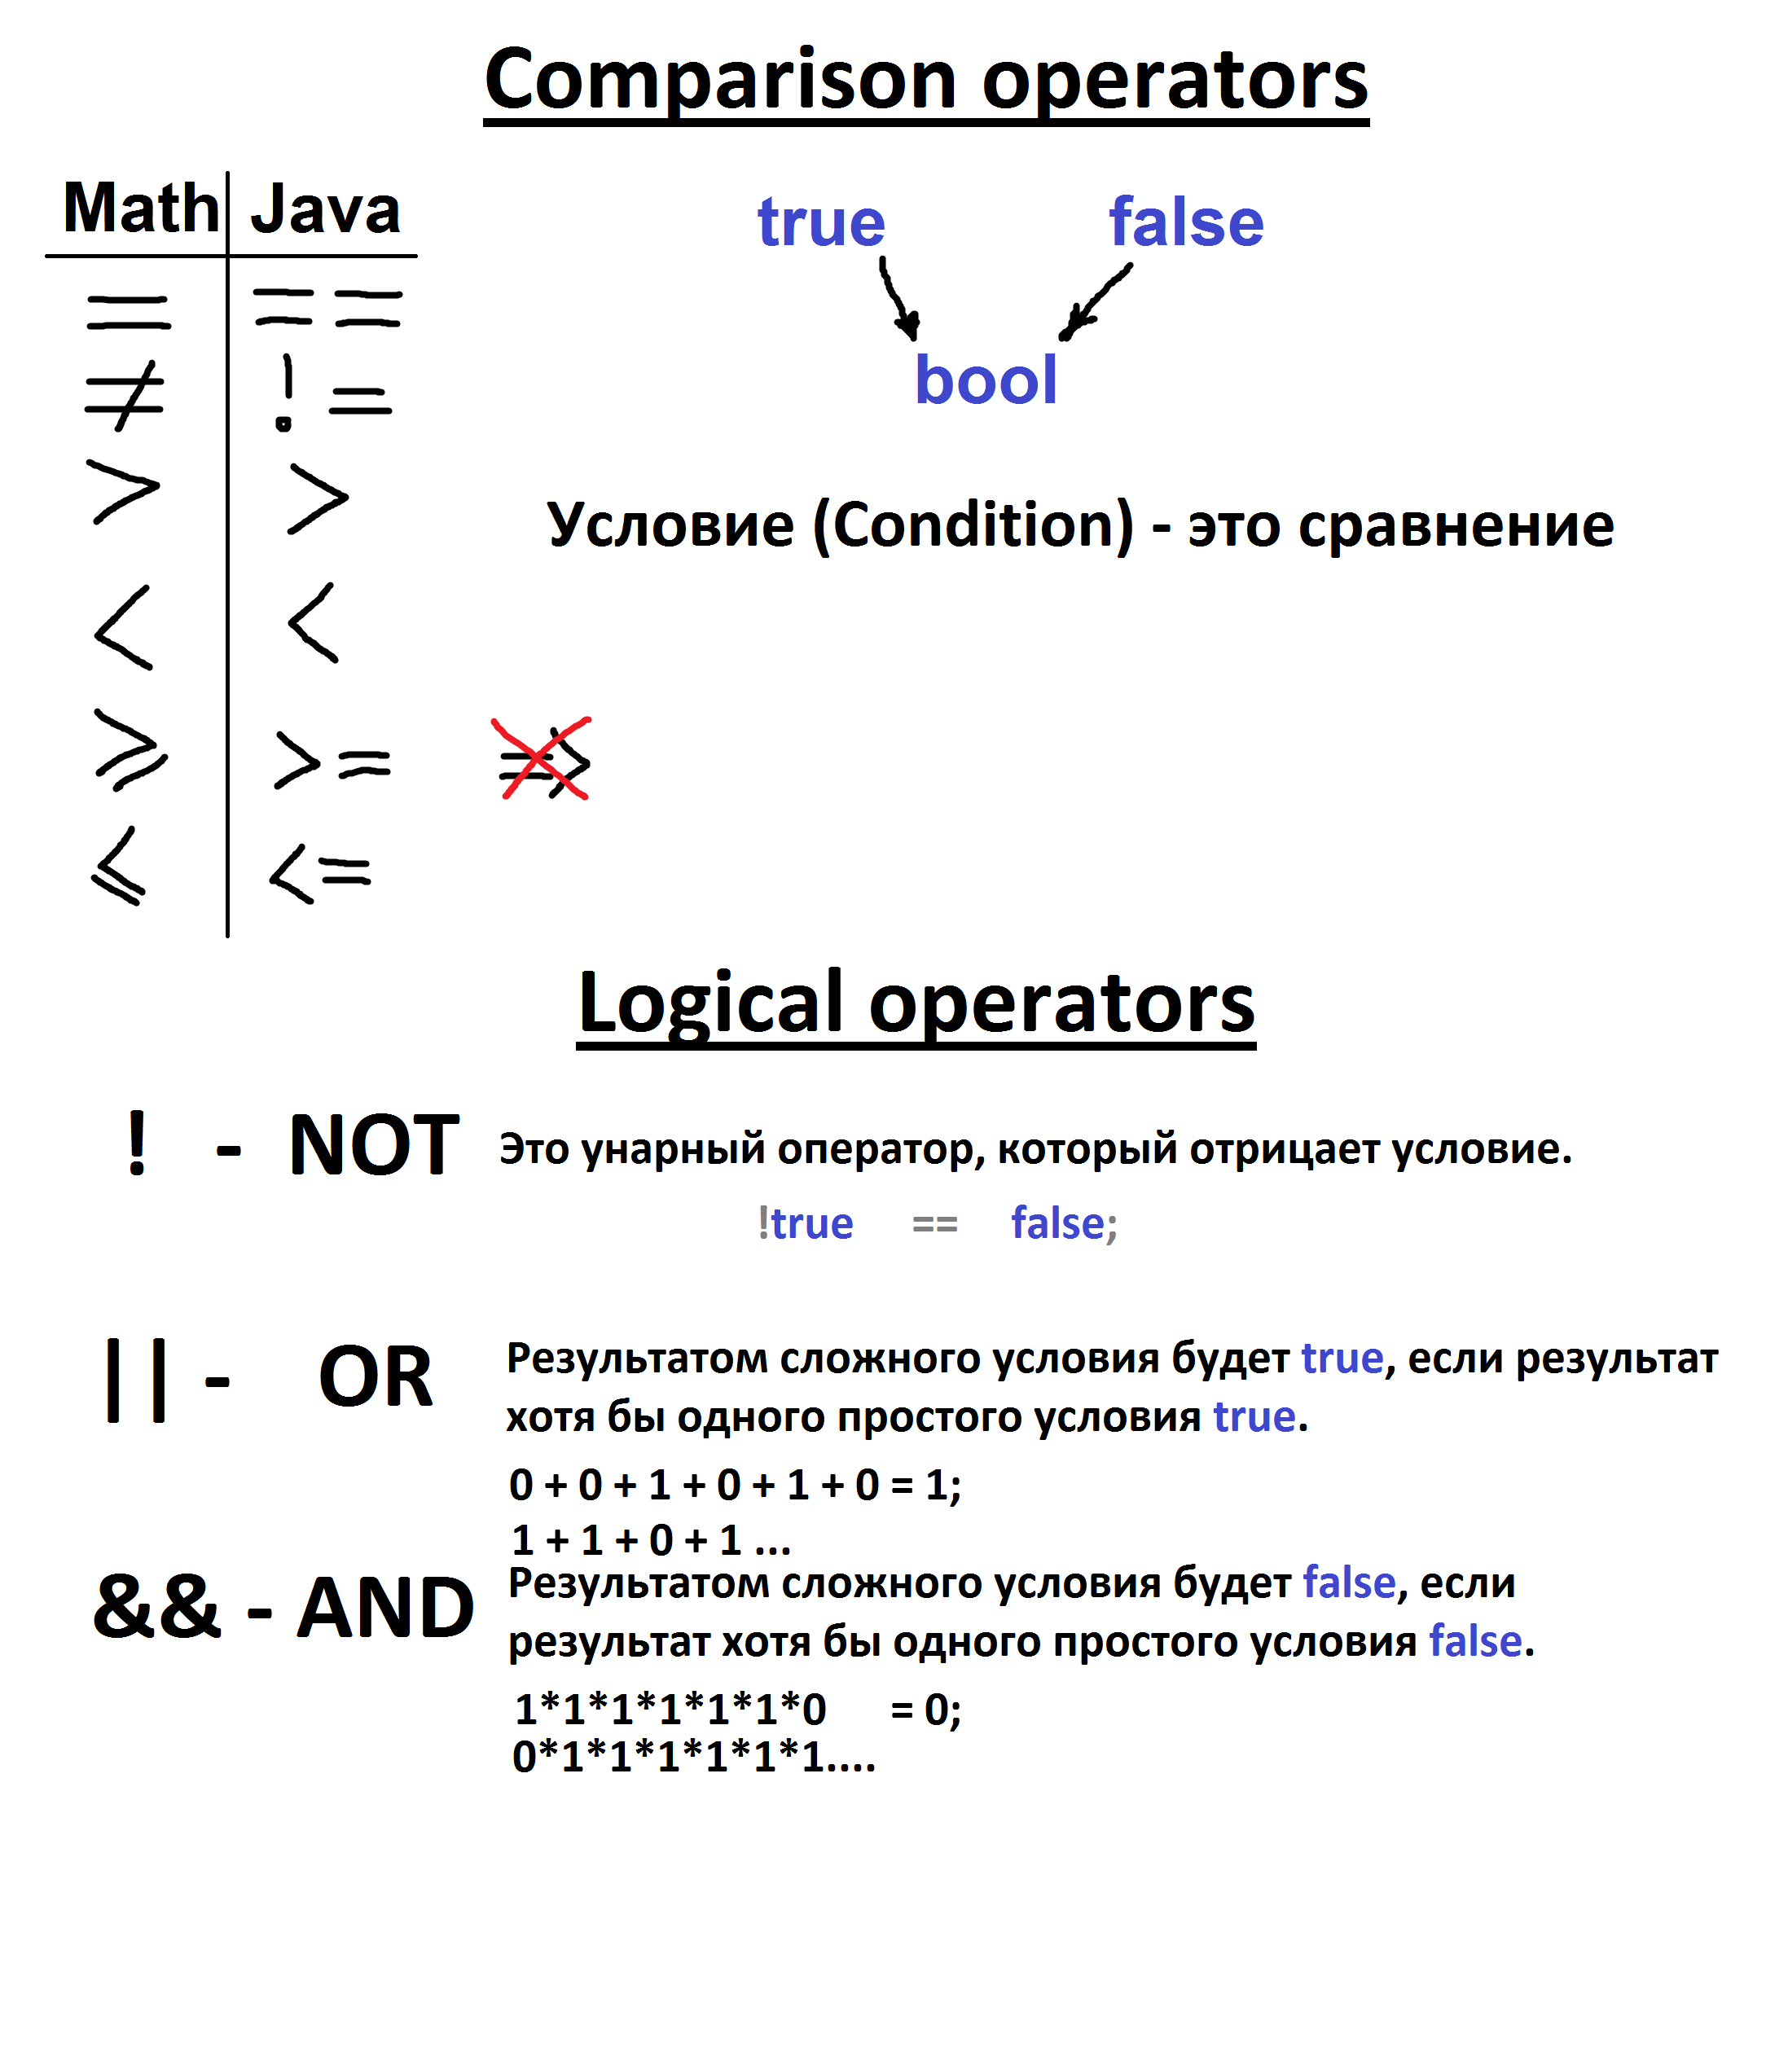 Comparison operators
Math Java
= ==
≠ !=
> >
< <
⩾ >= =>
⩽ <=
true false
bool
Условие (Condition) - это сравнение
Logical operators
! - NOT Это унарный оператор, который отрицает условие.
!true == false;
|| - OR Результатом сложного условия будет true, если результат
хотя бы одного простого условия true.
0 + 0 + 1 + 0 + 1 + 0 = 1;
1 + 1 + 0 + 1 ...
&& - AND Результатом сложного условия будет false, если
результат хотя бы одного простого условия false.
1*1*1*1*1*1*0 = 0;
0*1*1*1*1*1*1....